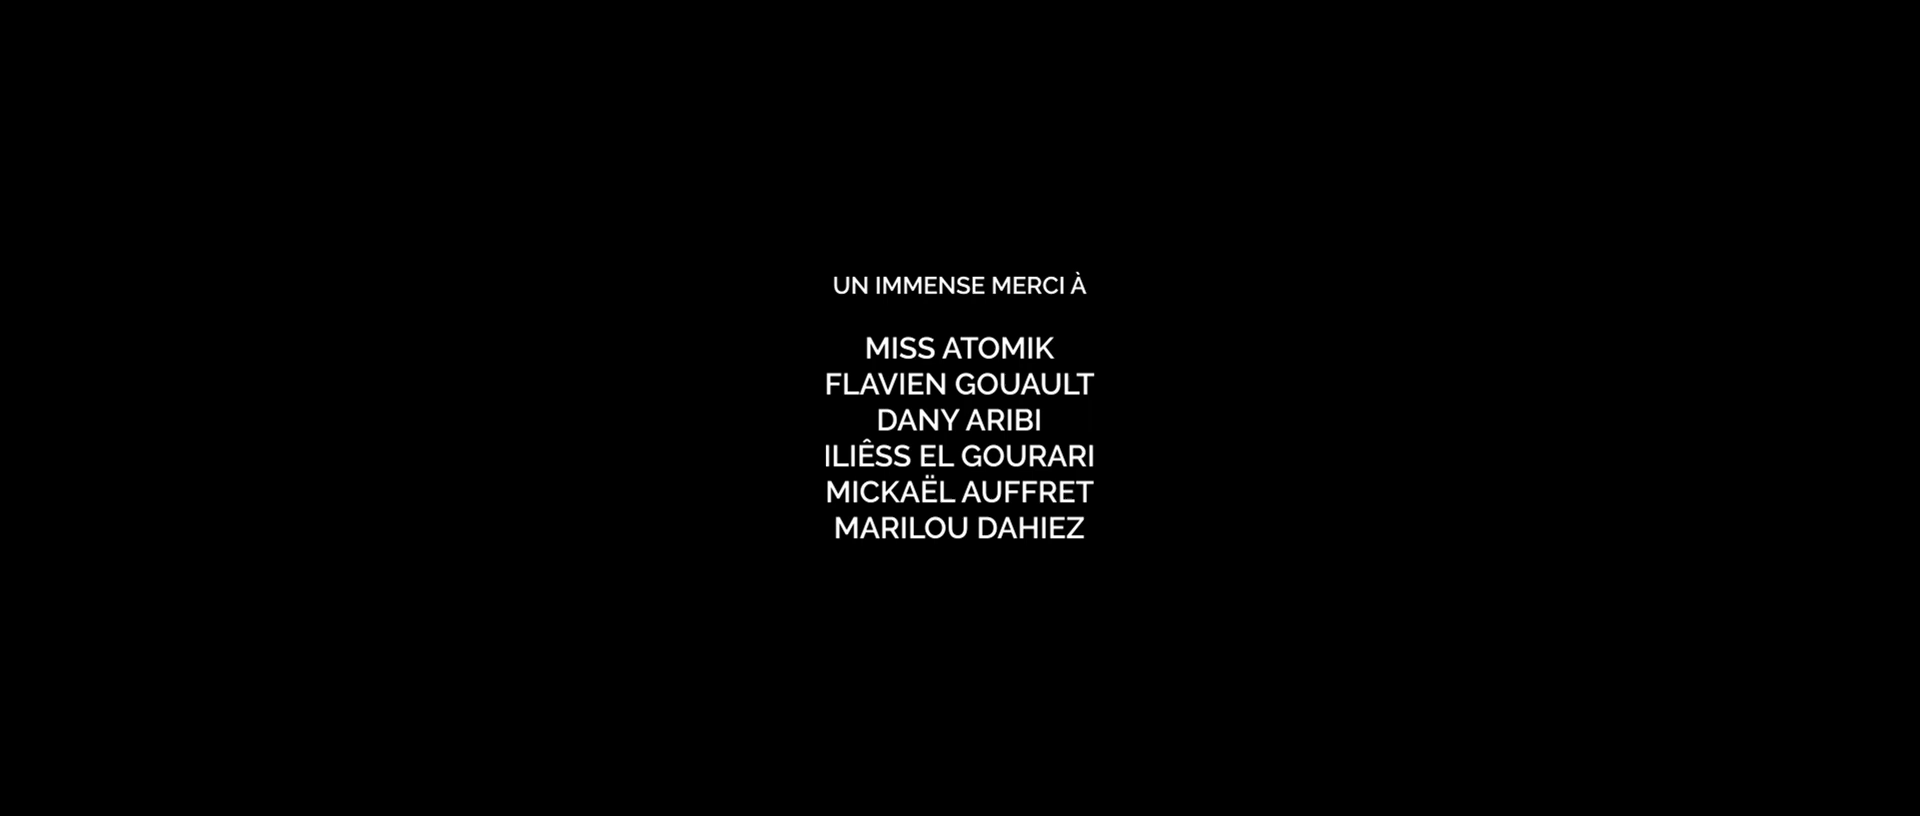 UN IMMENSE MERCI À
MISS ATOMIK
FLAVIEN GOUAULT
DANY ARIBI
ILIÊSS EL GOURARI
MICKAËL AUFFRET
MARILOU DAHIEZ